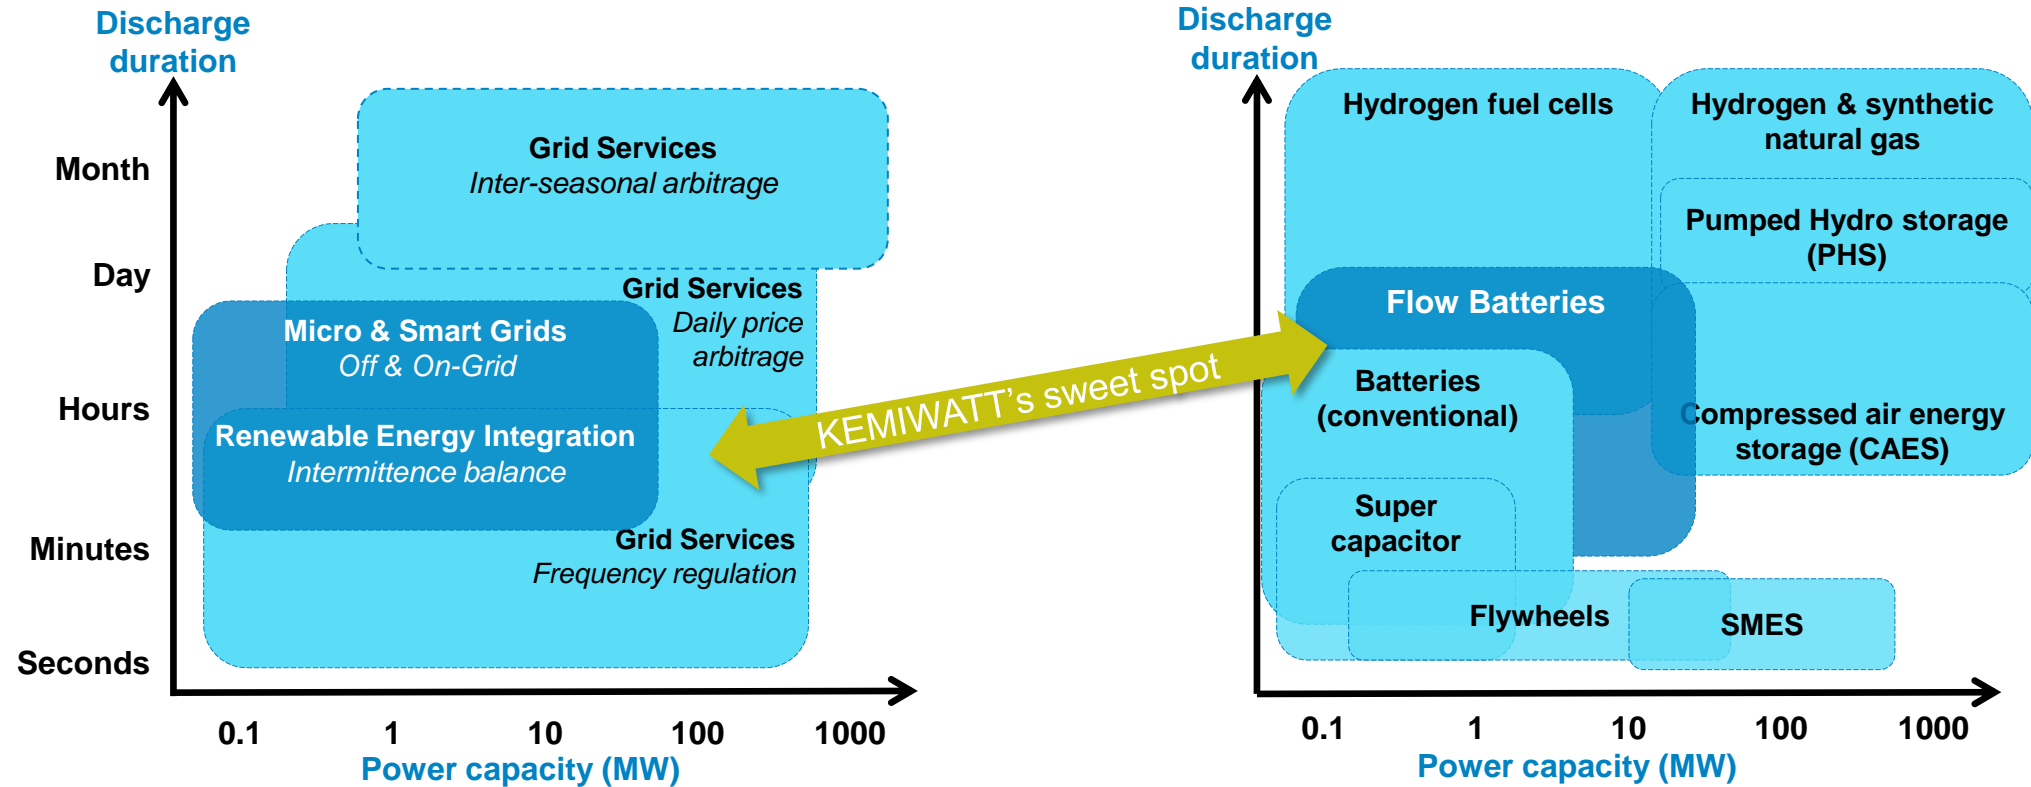 Discharge
duration
Month
Day
Hours
Minutes
Seconds
Grid Services
Inter-seasonal arbitrage
Grid Services
Daily price
arbitrage
Micro & Smart Grids
Off & On-Grid
Renewable Energy Integration
Intermittence balance
Grid Services
Frequency regulation
0.1 1 10 100 1000
Power capacity (MW)
KEMIWATT’s sweet spot
Discharge
duration
Hydrogen fuel cells
Hydrogen & synthetic
natural gas
Pumped Hydro storage
(PHS)
Flow Batteries
Batteries
(conventional)
Compressed air energy
storage (CAES)
Super
capacitor
Flywheels
SMES
0.1 1 10 100 1000
Power capacity (MW)